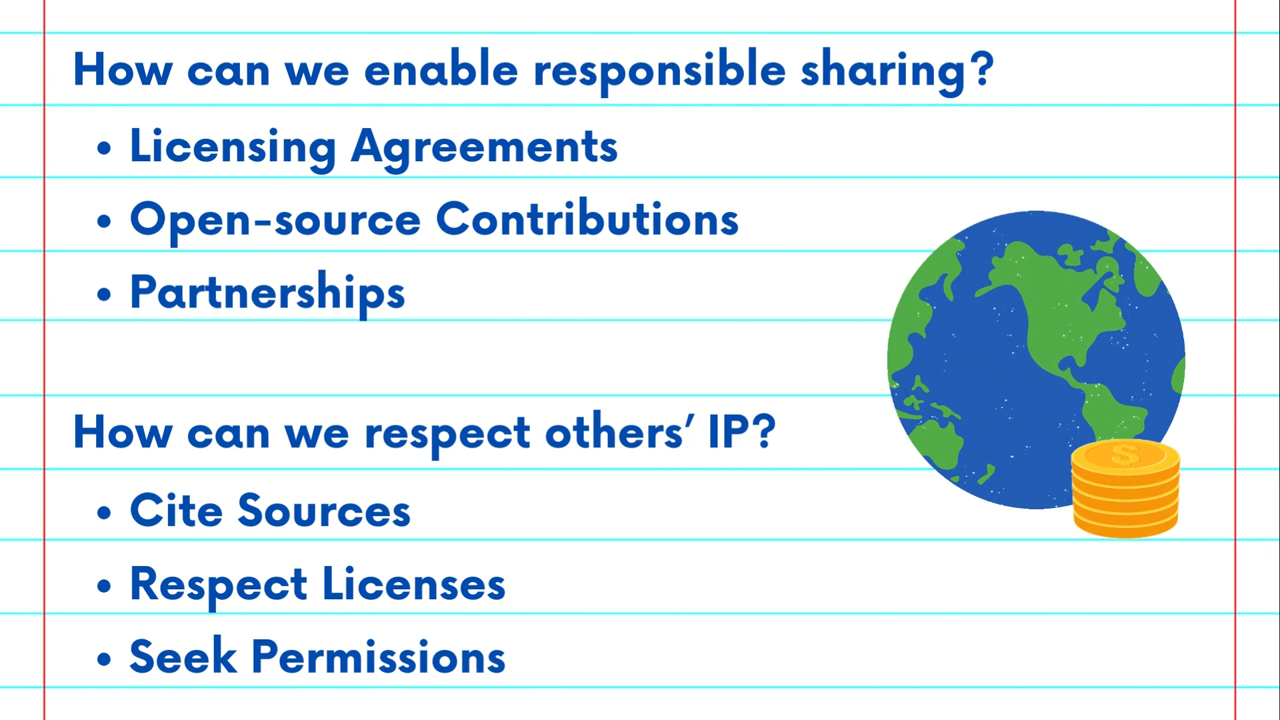 How can we enable responsible sharing?
• Licensing Agreements
• Open-source Contributions
• Partnerships
How can we respect others’ IP?
• Cite Sources
• Respect Licenses
• Seek Permissions
$